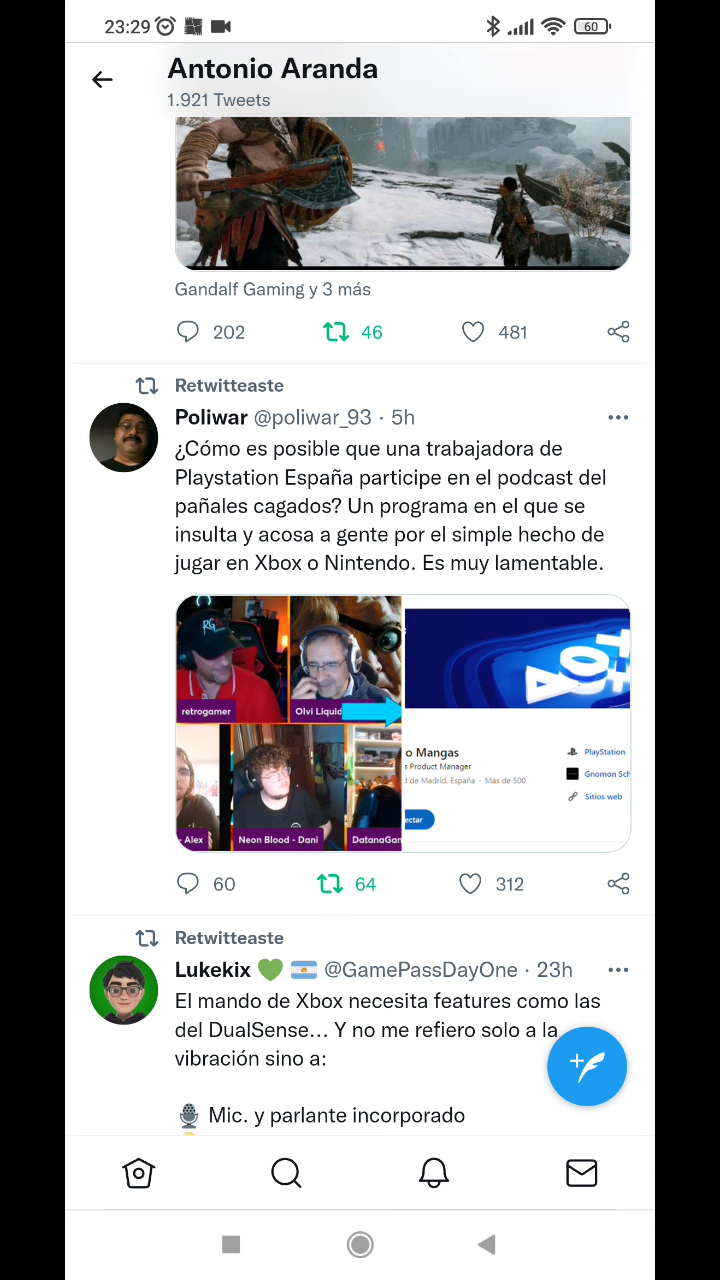 23:29
60
Antonio Aranda
1.921 Tweets
Gandalf Gaming y 3 más
202 46 481
Retwitteaste
Poliwar @poliwar_93 · 5h
¿Cómo es posible que una trabajadora de
Playstation España participe en el podcast del
pañales cagados? Un programa en el que se
insulta y acosa a gente por el simple hecho de
jugar en Xbox o Nintendo. Es muy lamentable.
RG
retrogamer
Olvi Liquid
- Alex
Neon Blood - Dani
DatanaGan
o Mangas
s Product Manager
d de Madrid, España · Más de 500
ectar
PlayStation
Gnomon Sch
Sitios web
60 64 312
Retwitteaste
Lukekix 💚 🇦🇷 @GamePassDayOne · 23h
El mando de Xbox necesita features como las
del DualSense... Y no me refiero solo a la
vibración sino a:
🎙️ Mic. y parlante incorporado